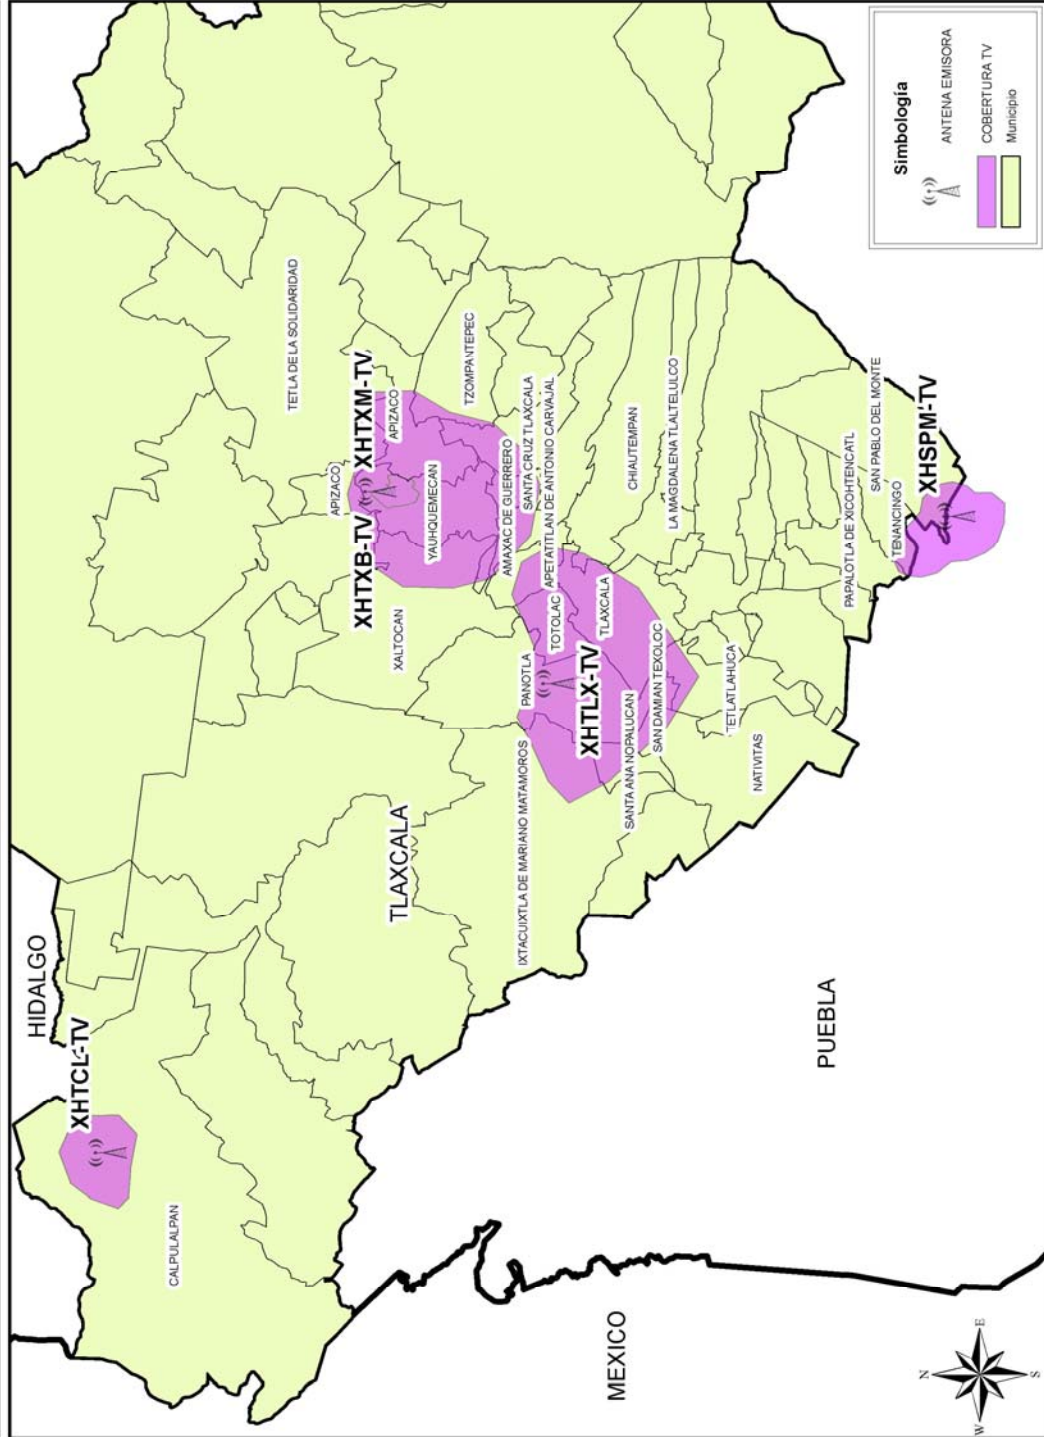 HIDALGO
XHTCL-TV
CALPULALPAN
TETLA DE LA SOLIDARIDAD
APIZACO
XHTXB-TV
XHTXM-TV
APIZACO
TLAXCALA
XALTOCAN
YAUHQUEMECAN
TZOMPANTEPEC
AMAXAC DE GUERRERO
IXTACUIXTLA DE MARIANO MATAMOROS
PANOTLA
SANTA CRUZ TLAXCALA
APETATITLAN DE ANTONIO CARVAJAL
TOTOLAC
XHTLX-TV
TLAXCALA
MEXICO
SANTA ANA NOPALUCAN
CHIAUTEMPAN
SAN DAMIAN TEXOLOC
LA MAGDALENA TLALTELULCO
TETLATLAHUCA
NATIVITAS
PUEBLA
PAPALOTLA DE XICOHTENCATL
SAN PABLO DEL MONTE
TENANCINGO
XHSPM-TV
Simbología
ANTENA EMISORA
COBERTURA TV
Municipio
N
W
E
S